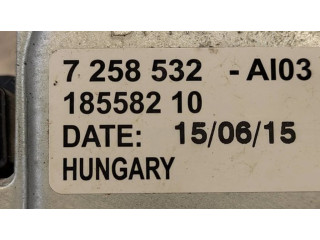 7 258 532 - AI03
185582 10
DATE: 15/06/15
HUNGARY